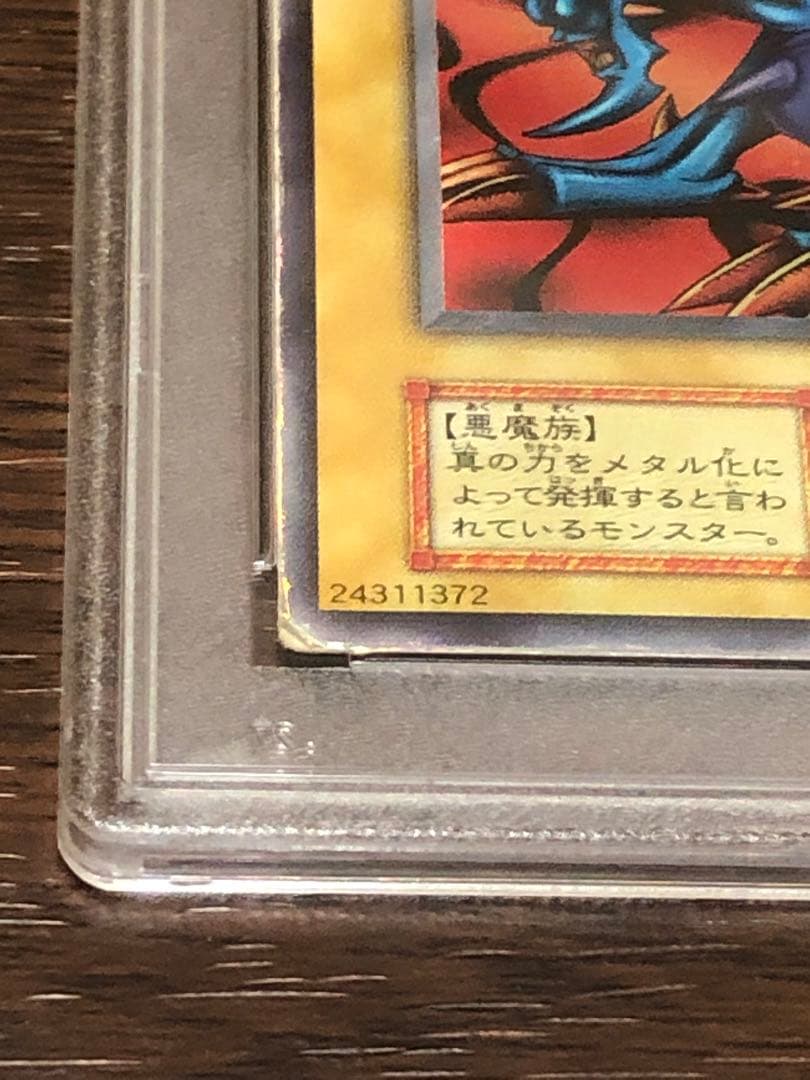 【悪魔族】
真の力をメタル化に
よって発揮すると言わ
れているモンスター。
24311372